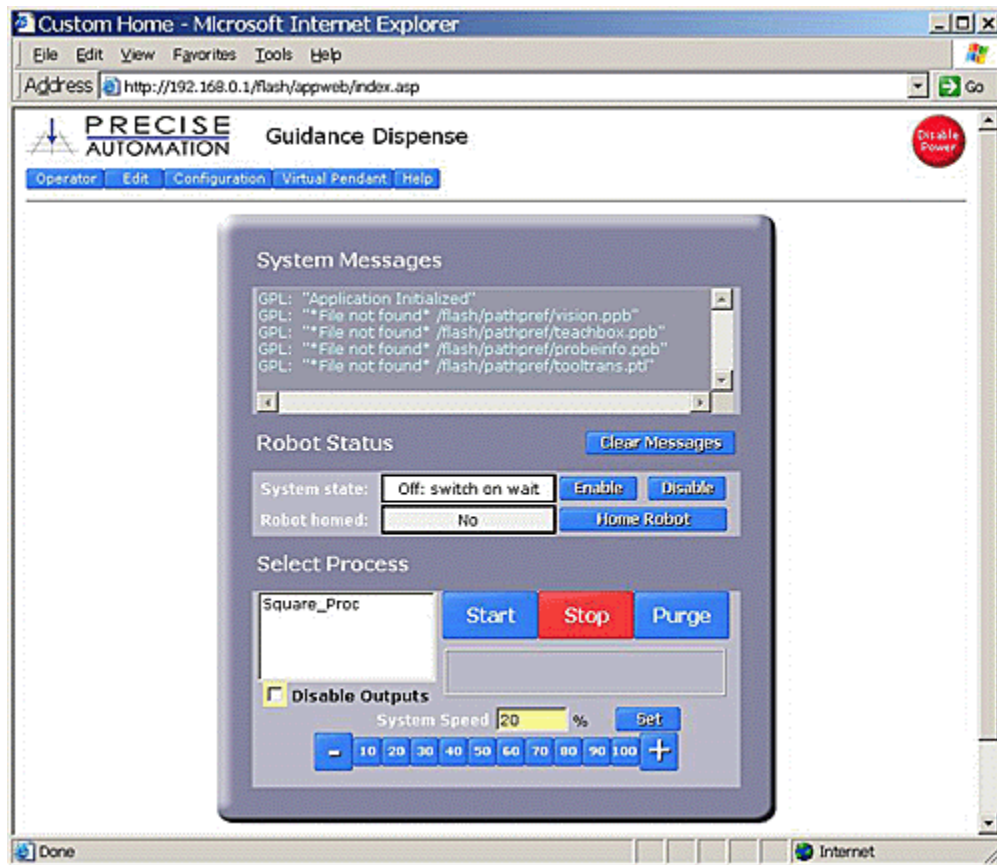 Custom Home - Microsoft Internet Explorer
File Edit View Favorites Tools Help
Address http://192.168.0.1/flash/appweb/index.asp Go
PRECISE
AUTOMATION
Guidance Dispense
Disable
Power
Operator Edit Configuration Virtual Pendant Help
System Messages
GPL: "Application Initialized"
GPL: "*File not found* /flash/pathpref/vision.ppb"
GPL: "*File not found* /flash/pathpref/teachbox.ppb"
GPL: "*File not found* /flash/pathpref/probeinfo.ppb"
GPL: "*File not found* /flash/pathpref/tooltrans.ptl"
Robot Status Clear Messages
System state: Off: switch on wait Enable Disable
Robot homed: No Home Robot
Select Process
Square_Proc
Start Stop Purge
Disable Outputs
System Speed 20 % Set
- 10 20 30 40 50 60 70 80 90 100 +
Done Internet